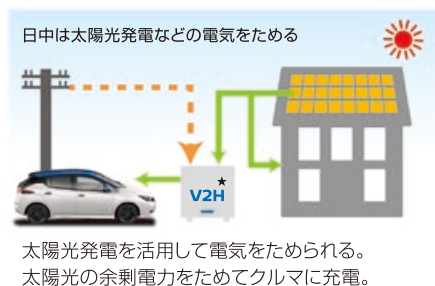 日中は太陽光発電などの電気をためる
V2H
★
太陽光発電を活用して電気をためられる。
太陽光の余剰電力をためてクルマに充電。